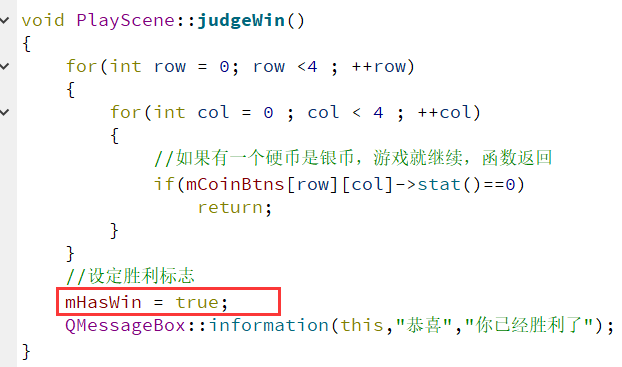 void PlayScene::judgeWin()
{
    for(int row = 0; row <4 ; ++row)
    {
        for(int col = 0 ; col < 4 ; ++col)
        {
            //如果有一个硬币是银币，游戏就继续，函数返回
            if(mCoinBtns[row][col]->stat()==0)
                return;
        }
    }
    //设定胜利标志
    mHasWin = true;
    QMessageBox::information(this,"恭喜","你已经胜利了");
}